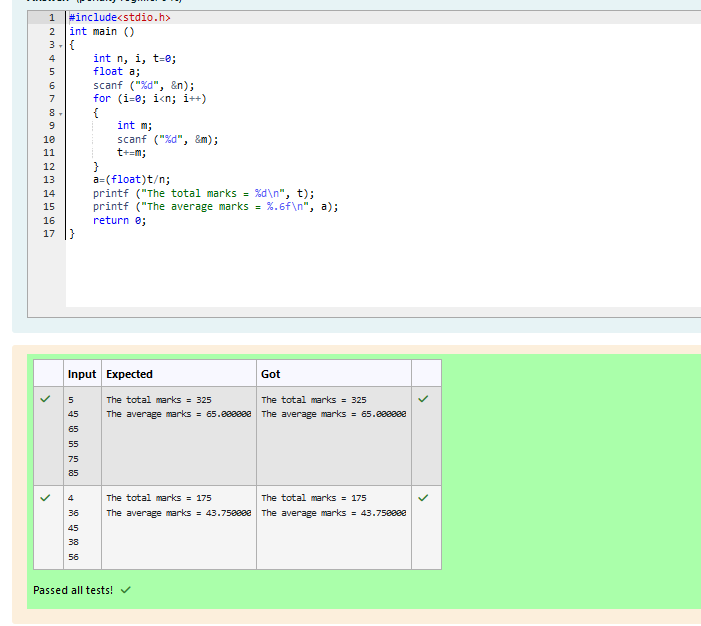 1 #include<stdio.h>
2 int main ()
3 {
4 int n, i, t=0;
5 float a;
6 scanf ("%d", &n);
7 for (i=0; i<n; i++)
8 {
9 int m;
10 scanf ("%d", &m);
11 t+=m;
12 }
13 a=(float)t/n;
14 printf ("The total marks = %d\n", t);
15 printf ("The average marks = %.6f\n", a);
16 return 0;
17 }
Input Expected Got
5 The total marks = 325 The total marks = 325
45 The average marks = 65.000000 The average marks = 65.000000
65
55
75
85
4 The total marks = 175 The total marks = 175
36 The average marks = 43.750000 The average marks = 43.750000
45
38
56
Passed all tests!